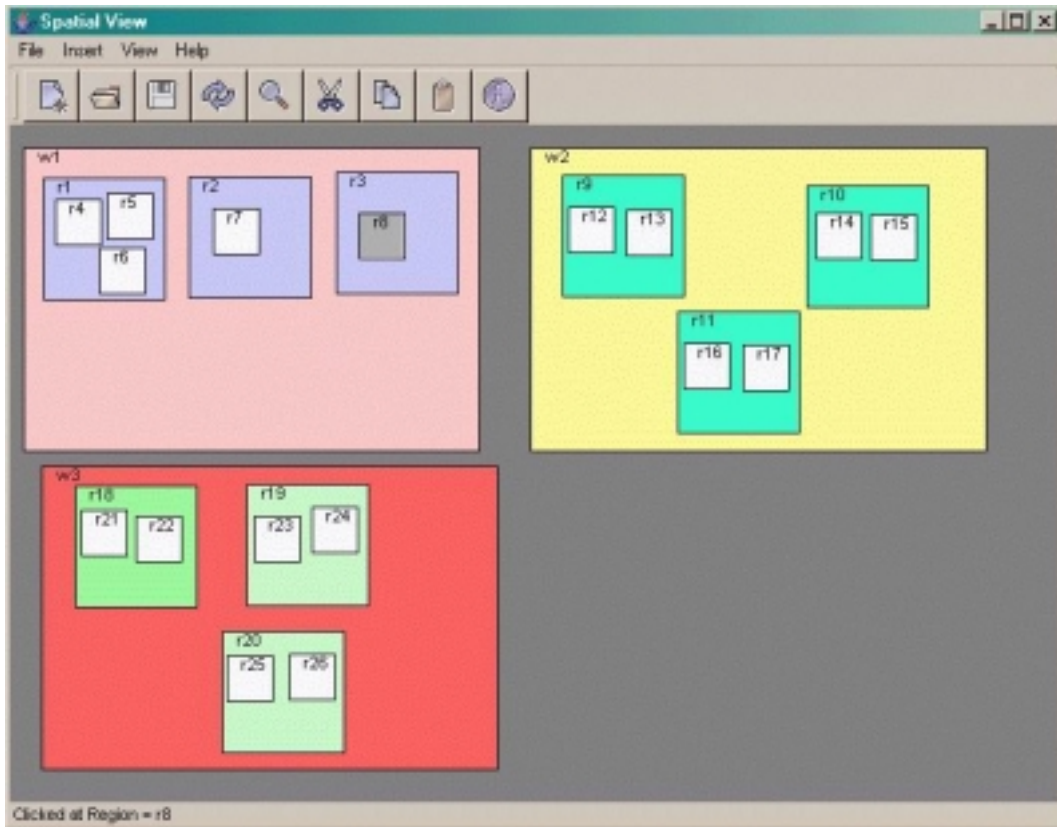 Spatial View
File Insert View Help
w1
r1
r4
r5
r6
r2
r7
r3
r8
w2
r9
r12
r13
r10
r14
r15
r11
r16
r17
w3
r18
r21
r22
r19
r23
r24
r20
r25
r26
Clicked at Region = r8